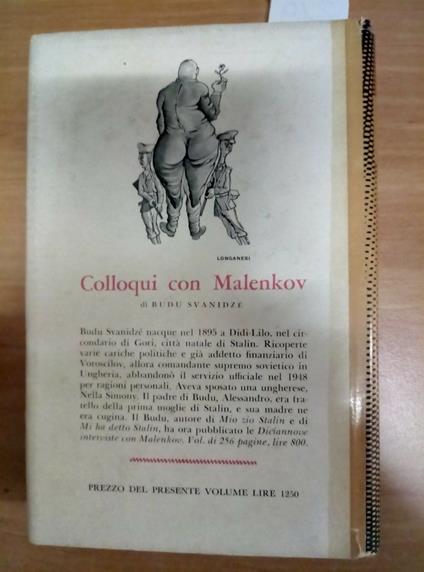 LONGANESI
Colloqui con Malenkov
di BUDU SVANIDZÉ
Budu Svanidzé nacque nel 1895 a Didi-Lilo, nel cir-
condario di Gori, città natale di Stalin. Ricoperte
varie cariche politiche e già addetto finanziario di
Voroscilov, allora comandante supremo sovietico in
Ungheria, abbandonò il servizio ufficale nel 1948
per ragioni personali. Aveva sposato una ungherese,
Nella Simony. Il padre di Budu, Alessandro, era fra-
tello della prima moglie di Stalin, e sua madre ne
era cugina. Il Budu, autore di Mio zio Stalin e di
Mi ha detto Stalin, ha ora pubblicato le Diciannove
interviste con Malenkov. Vol. di 256 pagine, lire 800.
PREZZO DEL PRESENTE VOLUME LIRE 1250